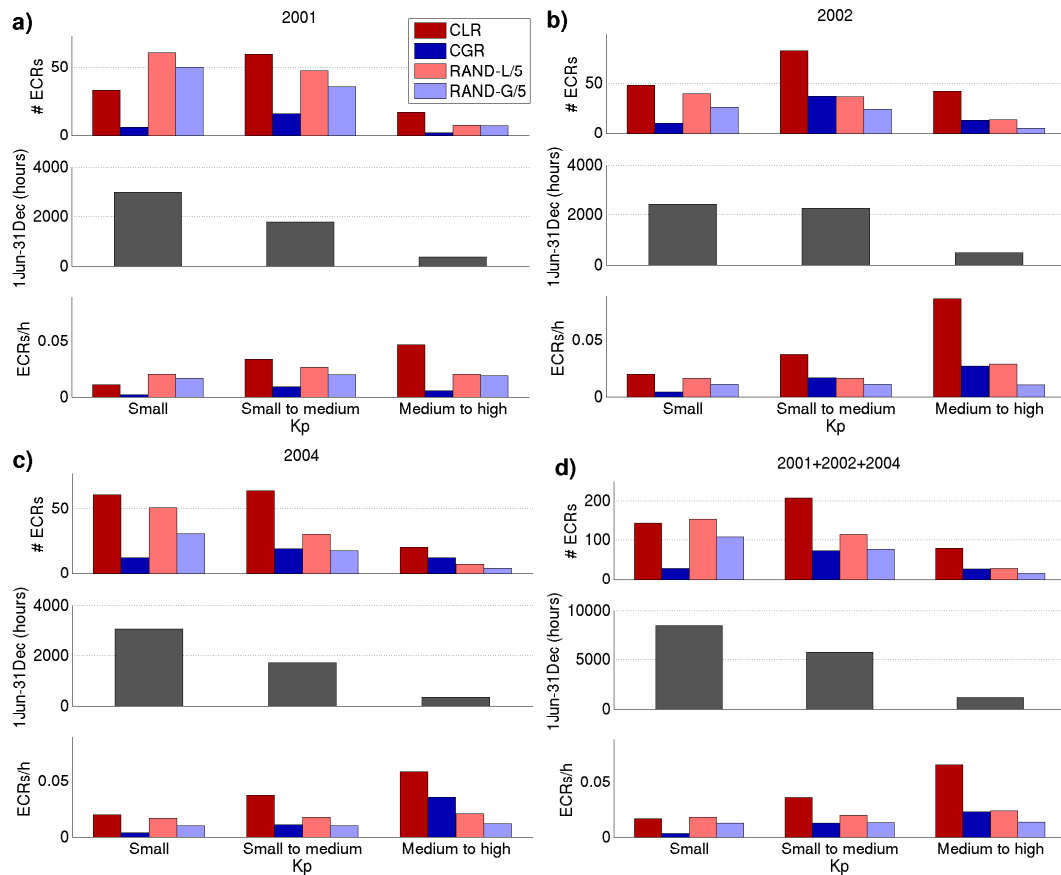 a)
2001
CLR
CGR
RAND-L/5
RAND-G/5
# ECRs
50
0
1Jun-31Dec (hours)
4000
2000
0
ECRs/h
0.05
0
Small
Small to medium
Medium to high
Kp
b)
2002
# ECRs
50
0
1Jun-31Dec (hours)
4000
2000
0
ECRs/h
0.05
0
Small
Small to medium
Medium to high
Kp
c)
2004
# ECRs
50
0
1Jun-31Dec (hours)
4000
2000
0
ECRs/h
0.05
0
Small
Small to medium
Medium to high
Kp
d)
2001+2002+2004
# ECRs
200
100
0
1Jun-31Dec (hours)
10000
5000
0
ECRs/h
0.05
0
Small
Small to medium
Medium to high
Kp